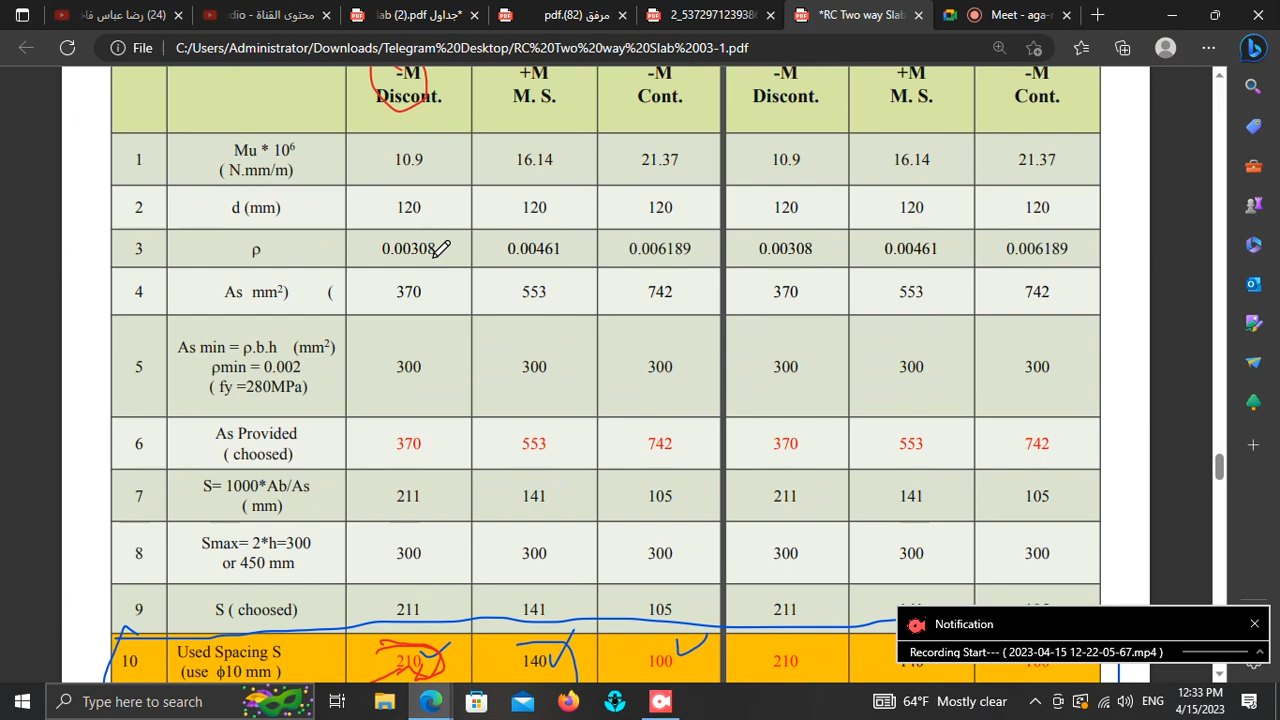 (24) رضا عباس فاض
محتوى القناة - udio
*جداول lab (2).pdf
مرفق (82).pdf
2_5372971239386
*RC Two way Slab
Meet - aga-
File
C:/Users/Administrator/Downloads/Telegram%20Desktop/RC%20Two%20way%20Slab%2003-1.pdf
-M +M -M -M +M -M
Discont. M. S. Cont. Discont. M. S. Cont.
1 Mu * 10⁶ ( N.mm/m) 10.9 16.14 21.37 10.9 16.14 21.37
2 d (mm) 120 120 120 120 120 120
3 ρ 0.00308 0.00461 0.006189 0.00308 0.00461 0.006189
4 As mm²) ( 370 553 742 370 553 742
5 As min = ρ.b.h (mm²)
ρmin = 0.002 300 300 300 300 300 300
( fy =280MPa)
6 As Provided ( choosed) 370 553 742 370 553 742
7 S= 1000*Ab/As ( mm) 211 141 105 211 141 105
8 Smax= 2*h=300 or 450 mm 300 300 300 300 300 300
9 S ( choosed) 211 141 105 211
10 Used Spacing S (use ϕ10 mm ) 210 140 100 210
Notification
Recording Start--- ( 2023-04-15 12-22-05-67.mp4 )
Type here to search
64°F Mostly clear
ENG
12:33 PM
4/15/2023